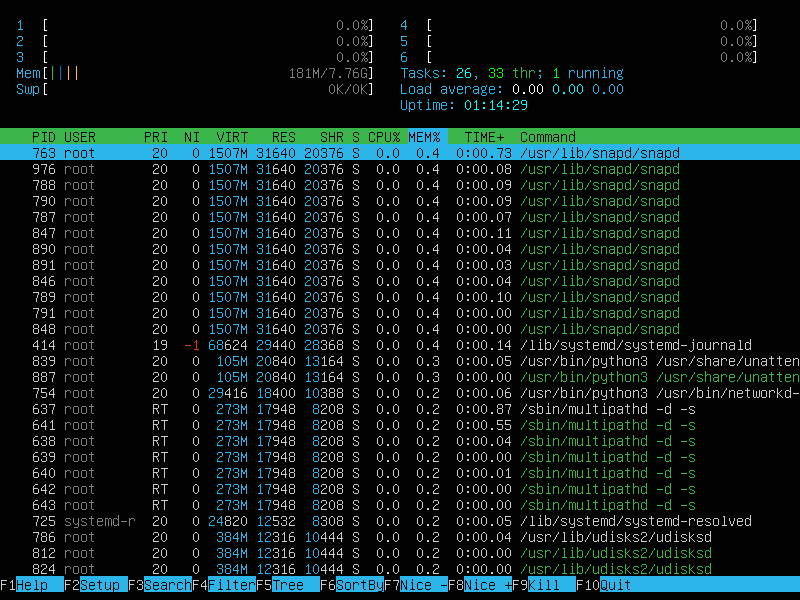 1  [ 0.0%]   4  [ 0.0%]
2  [ 0.0%]   5  [ 0.0%]
3  [ 0.0%]   6  [ 0.0%]
Mem[|||| 181M/7.76G]   Tasks: 26, 33 thr; 1 running
Swp[ 0K/0K]   Load average: 0.00 0.00 0.00
Uptime: 01:14:29
PID USER      PRI  NI  VIRT   RES   SHR S CPU% MEM%   TIME+  Command
763 root       20   0 1507M 31640 20376 S  0.0  0.4  0:00.73 /usr/lib/snapd/snapd
976 root       20   0 1507M 31640 20376 S  0.0  0.4  0:00.08 /usr/lib/snapd/snapd
788 root       20   0 1507M 31640 20376 S  0.0  0.4  0:00.09 /usr/lib/snapd/snapd
790 root       20   0 1507M 31640 20376 S  0.0  0.4  0:00.09 /usr/lib/snapd/snapd
787 root       20   0 1507M 31640 20376 S  0.0  0.4  0:00.07 /usr/lib/snapd/snapd
847 root       20   0 1507M 31640 20376 S  0.0  0.4  0:00.11 /usr/lib/snapd/snapd
890 root       20   0 1507M 31640 20376 S  0.0  0.4  0:00.04 /usr/lib/snapd/snapd
891 root       20   0 1507M 31640 20376 S  0.0  0.4  0:00.03 /usr/lib/snapd/snapd
846 root       20   0 1507M 31640 20376 S  0.0  0.4  0:00.04 /usr/lib/snapd/snapd
789 root       20   0 1507M 31640 20376 S  0.0  0.4  0:00.10 /usr/lib/snapd/snapd
791 root       20   0 1507M 31640 20376 S  0.0  0.4  0:00.00 /usr/lib/snapd/snapd
848 root       20   0 1507M 31640 20376 S  0.0  0.4  0:00.00 /usr/lib/snapd/snapd
414 root       19  -1 68624 29440 28368 S  0.0  0.4  0:00.14 /lib/systemd/systemd-journald
839 root       20   0  105M 20840 13164 S  0.0  0.3  0:00.05 /usr/bin/python3 /usr/share/unatten
887 root       20   0  105M 20840 13164 S  0.0  0.3  0:00.00 /usr/bin/python3 /usr/share/unatten
754 root       20   0 29416 18400 10388 S  0.0  0.2  0:00.06 /usr/bin/python3 /usr/bin/networkd-
637 root       RT   0  273M 17948  8208 S  0.0  0.2  0:00.87 /sbin/multipathd -d -s
641 root       RT   0  273M 17948  8208 S  0.0  0.2  0:00.55 /sbin/multipathd -d -s
638 root       RT   0  273M 17948  8208 S  0.0  0.2  0:00.04 /sbin/multipathd -d -s
639 root       RT   0  273M 17948  8208 S  0.0  0.2  0:00.00 /sbin/multipathd -d -s
640 root       RT   0  273M 17948  8208 S  0.0  0.2  0:00.01 /sbin/multipathd -d -s
642 root       RT   0  273M 17948  8208 S  0.0  0.2  0:00.00 /sbin/multipathd -d -s
643 root       RT   0  273M 17948  8208 S  0.0  0.2  0:00.00 /sbin/multipathd -d -s
725 systemd-r  20   0 24820 12532  8308 S  0.0  0.2  0:00.05 /lib/systemd/systemd-resolved
786 root       20   0  384M 12316 10444 S  0.0  0.2  0:00.04 /usr/lib/udisks2/udisksd
812 root       20   0  384M 12316 10444 S  0.0  0.2  0:00.00 /usr/lib/udisks2/udisksd
824 root       20   0  384M 12316 10444 S  0.0  0.2  0:00.00 /usr/lib/udisks2/udisksd
F1Help  F2Setup F3SearchF4FilterF5Tree  F6SortByF7Nice -F8Nice +F9Kill  F10Quit